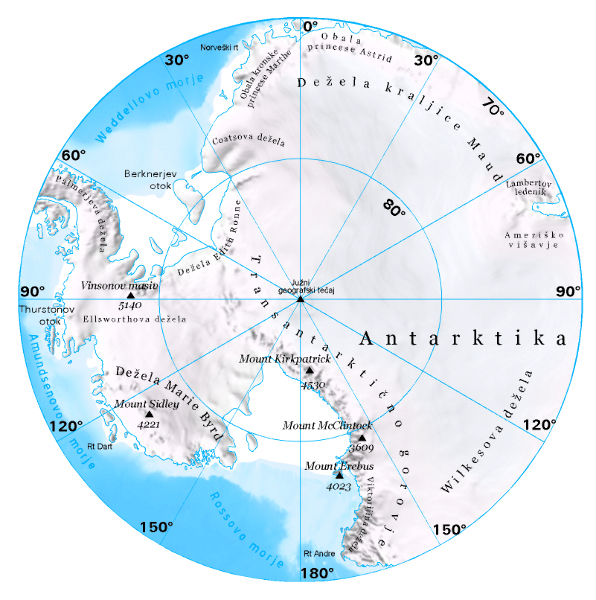 0°
Norveški rt
Obala
princese Astrid
30°
30°
Obala kronske
princese Marthe
Dežela kraljice Maud
70°
Weddellovo morje
Coatsova dežela
60°
60°
Palmerjeva dežela
Berknerjev
otok
Lambertov
ledenik
80°
Dežela Edith Ronne
Ameriško
višavje
Transantarktično gorovje
Južni
geografski tečaj
Vinsonov masiv
5140
90°
90°
Thurstonov
otok
Ellsworthova dežela
Antarktika
Amundsenovo morje
Mount Kirkpatrick
4530
Dežela Marie Byrd
Mount Sidley
4221
Wilkesova dežela
120°
120°
Mount McClintock
3609
Rt Dart
Mount Erebus
4023
Viktorijina dežela
Rossovo morje
150°
150°
Rt Andre
180°